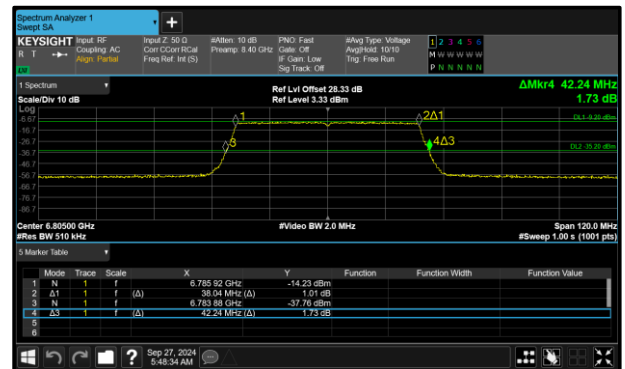 Spectrum Analyzer 1
Swept SA
+
KEYSIGHT Input: RF Input Z: 50 Ω #Atten: 10 dB PNO: Fast #Avg Type: Voltage 1 2 3 4 5 6
R T Coupling: AC Corr CCorr RCal Preamp: 8.40 GHz Gate: Off Avg|Hold: 10/10 M W W W W W
Align: Partial Freq Ref: Int (S) IF Gain: Low Trig: Free Run
Sig Track: Off P N N N N N
LXI
1 Spectrum Ref Lvl Offset 28.33 dB ΔMkr4 42.24 MHz
Scale/Div 10 dB Ref Level 3.33 dBm 1.73 dB
Log
-6.67 1 2Δ1 DL1 -9.20 dBm
-16.7
-26.7 3 4Δ3 DL2 -35.20 dBm
-36.7
-46.7
-56.7
-66.7
-76.7
-86.7
Center 6.80500 GHz #Video BW 2.0 MHz Span 120.0 MHz
#Res BW 510 kHz #Sweep 1.00 s (1001 pts)
5 Marker Table
Mode Trace Scale X Y Function Function Width Function Value
1 N 1 f 6.785 92 GHz -14.23 dBm
2 Δ1 1 f (Δ) 38.04 MHz (Δ) 1.01 dB
3 N 1 f 6.783 88 GHz -37.76 dBm
4 Δ3 1 f (Δ) 42.24 MHz (Δ) 1.73 dB
5
6
? Sep 27, 2024
5:48:34 AM